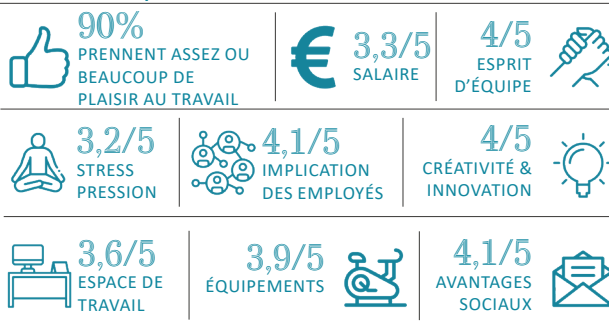 90%
PRENNENT ASSEZ OU
BEAUCOUP DE
PLAISIR AU TRAVAIL
3,3/5
SALAIRE
4/5
ESPRIT
D'ÉQUIPE
3,2/5
STRESS
PRESSION
4,1/5
IMPLICATION
DES EMPLOYÉS
4/5
CRÉATIVITÉ &
INNOVATION
3,6/5
ESPACE DE
TRAVAIL
3,9/5
ÉQUIPEMENTS
4,1/5
AVANTAGES
SOCIAUX